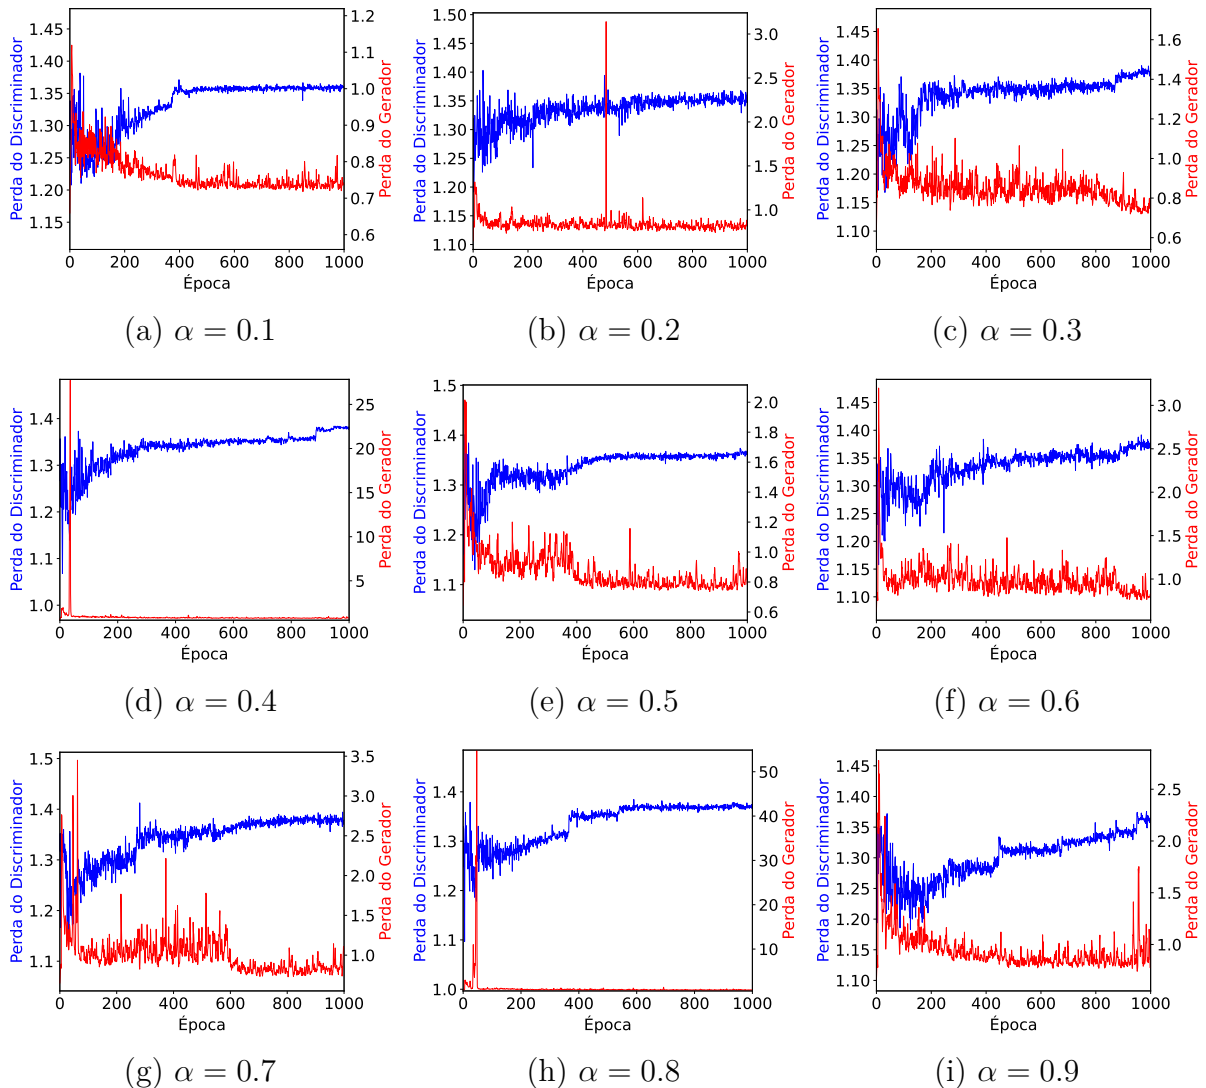 Perda do Discriminador
1.45
1.40
1.35
1.30
1.25
1.20
1.15
1.2
1.1
1.0
0.9
0.8
0.7
0.6
Perda do Gerador
0 200 400 600 800 1000
Época
(a) α = 0.1
Perda do Discriminador
1.50
1.45
1.40
1.35
1.30
1.25
1.20
1.15
1.10
3.0
2.5
2.0
1.5
1.0
Perda do Gerador
0 200 400 600 800 1000
Época
(b) α = 0.2
Perda do Discriminador
1.45
1.40
1.35
1.30
1.25
1.20
1.15
1.10
1.6
1.4
1.2
1.0
0.8
0.6
Perda do Gerador
0 200 400 600 800 1000
Época
(c) α = 0.3
Perda do Discriminador
1.4
1.3
1.2
1.1
1.0
25
20
15
10
5
Perda do Gerador
0 200 400 600 800 1000
Época
(d) α = 0.4
Perda do Discriminador
1.5
1.4
1.3
1.2
1.1
2.0
1.8
1.6
1.4
1.2
1.0
0.8
0.6
Perda do Gerador
0 200 400 600 800 1000
Época
(e) α = 0.5
Perda do Discriminador
1.45
1.40
1.35
1.30
1.25
1.20
1.15
1.10
3.0
2.5
2.0
1.5
1.0
Perda do Gerador
0 200 400 600 800 1000
Época
(f) α = 0.6
Perda do Discriminador
1.5
1.4
1.3
1.2
1.1
3.5
3.0
2.5
2.0
1.5
1.0
Perda do Gerador
0 200 400 600 800 1000
Época
(g) α = 0.7
Perda do Discriminador
1.4
1.3
1.2
1.1
1.0
50
40
30
20
10
Perda do Gerador
0 200 400 600 800 1000
Época
(h) α = 0.8
Perda do Discriminador
1.45
1.40
1.35
1.30
1.25
1.20
1.15
1.10
2.5
2.0
1.5
1.0
Perda do Gerador
0 200 400 600 800 1000
Época
(i) α = 0.9